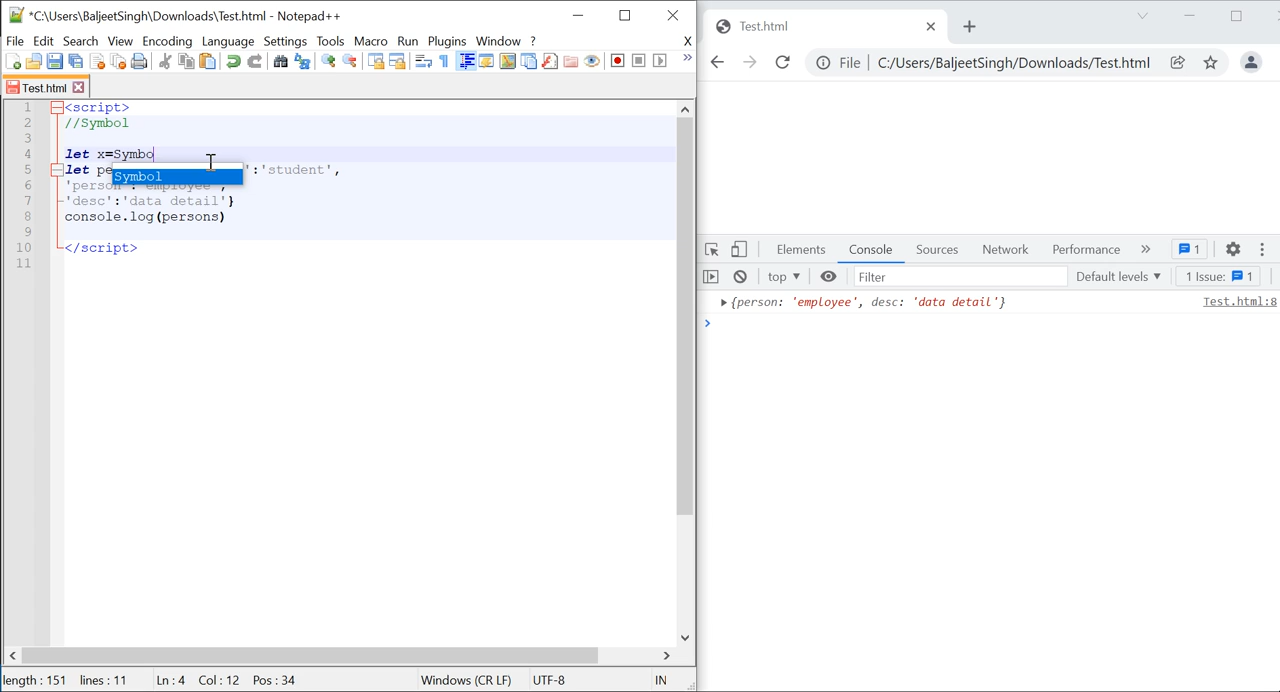 *C:\Users\BaljeetSingh\Downloads\Test.html - Notepad++
File Edit Search View Encoding Language Settings Tools Macro Run Plugins Window ? X
Test.html
1 <script>
2 //Symbol
3
4 let x=Symbo
5 let pe ':'student',
Symbol
6 'person':'employee',
7 'desc':'data detail'}
8 console.log(persons)
9
10 </script>
11
length : 151 lines : 11 Ln : 4 Col : 12 Pos : 34 Windows (CR LF) UTF-8 IN
Test.html
File C:/Users/BaljeetSingh/Downloads/Test.html
Elements Console Sources Network Performance » 1
top Filter Default levels 1 Issue: 1
{person: 'employee', desc: 'data detail'} Test.html:8